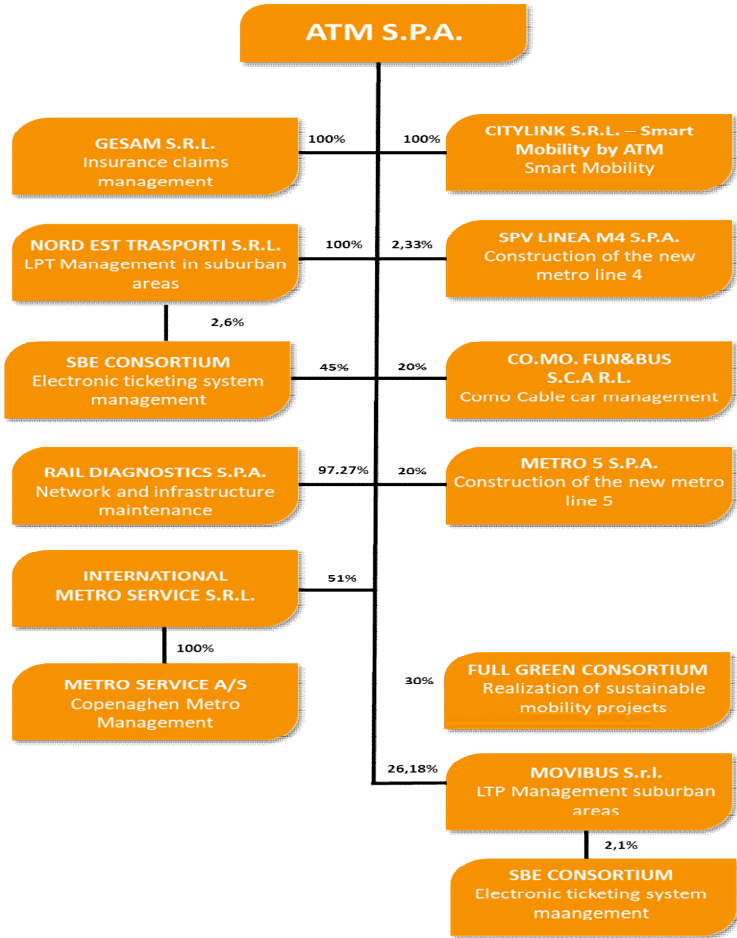 ATM S.P.A.
GESAM S.R.L.
Insurance claims
management
100%
100%
CITYLINK S.R.L. – Smart
Mobility by ATM
Smart Mobility
NORD EST TRASPORTI S.R.L.
LPT Management in suburban
areas
100%
2,33%
SPV LINEA M4 S.P.A.
Construction of the new
metro line 4
2,6%
SBE CONSORTIUM
Electronic ticketing system
management
45%
20%
CO.MO. FUN&BUS
S.C.A R.L.
Como Cable car management
RAIL DIAGNOSTICS S.P.A.
Network and infrastructure
maintenance
97,27%
20%
METRO 5 S.P.A.
Construction of the new metro
line 5
INTERNATIONAL
METRO SERVICE S.R.L.
51%
100%
METRO SERVICE A/S
Copenaghen Metro
Management
30%
FULL GREEN CONSORTIUM
Realization of sustainable
mobility projects
26,18%
MOVIBUS S.r.l.
LTP Management suburban
areas
2,1%
SBE CONSORTIUM
Electronic ticketing system
maangement